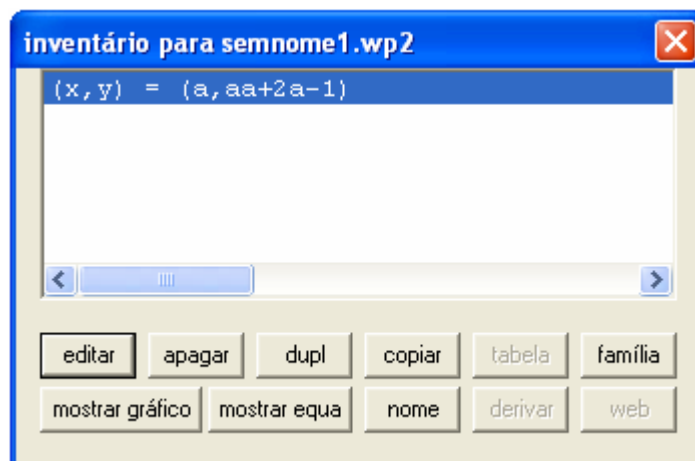 inventário para semnome1.wp2
(x,y) = (a,aa+2a-1)
editar apagar dupl copiar tabela família
mostrar gráfico mostrar equa nome derivar web